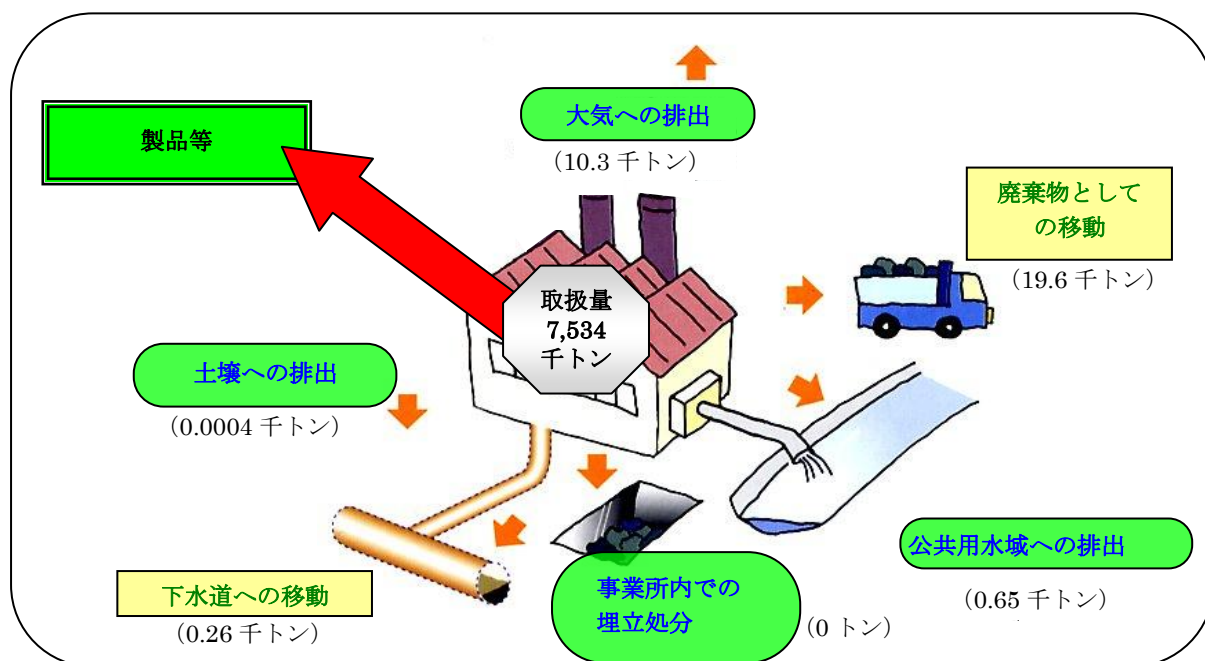 大気への排出
（10.3 千トン）
製品等
廃棄物として
の移動
（19.6 千トン）
取扱量
7,534
千トン
土壌への排出
（0.0004 千トン）
公共用水域への排出
（0.65 千トン）
下水道への移動
（0.26 千トン）
事業所内での
埋立処分
（0 トン）